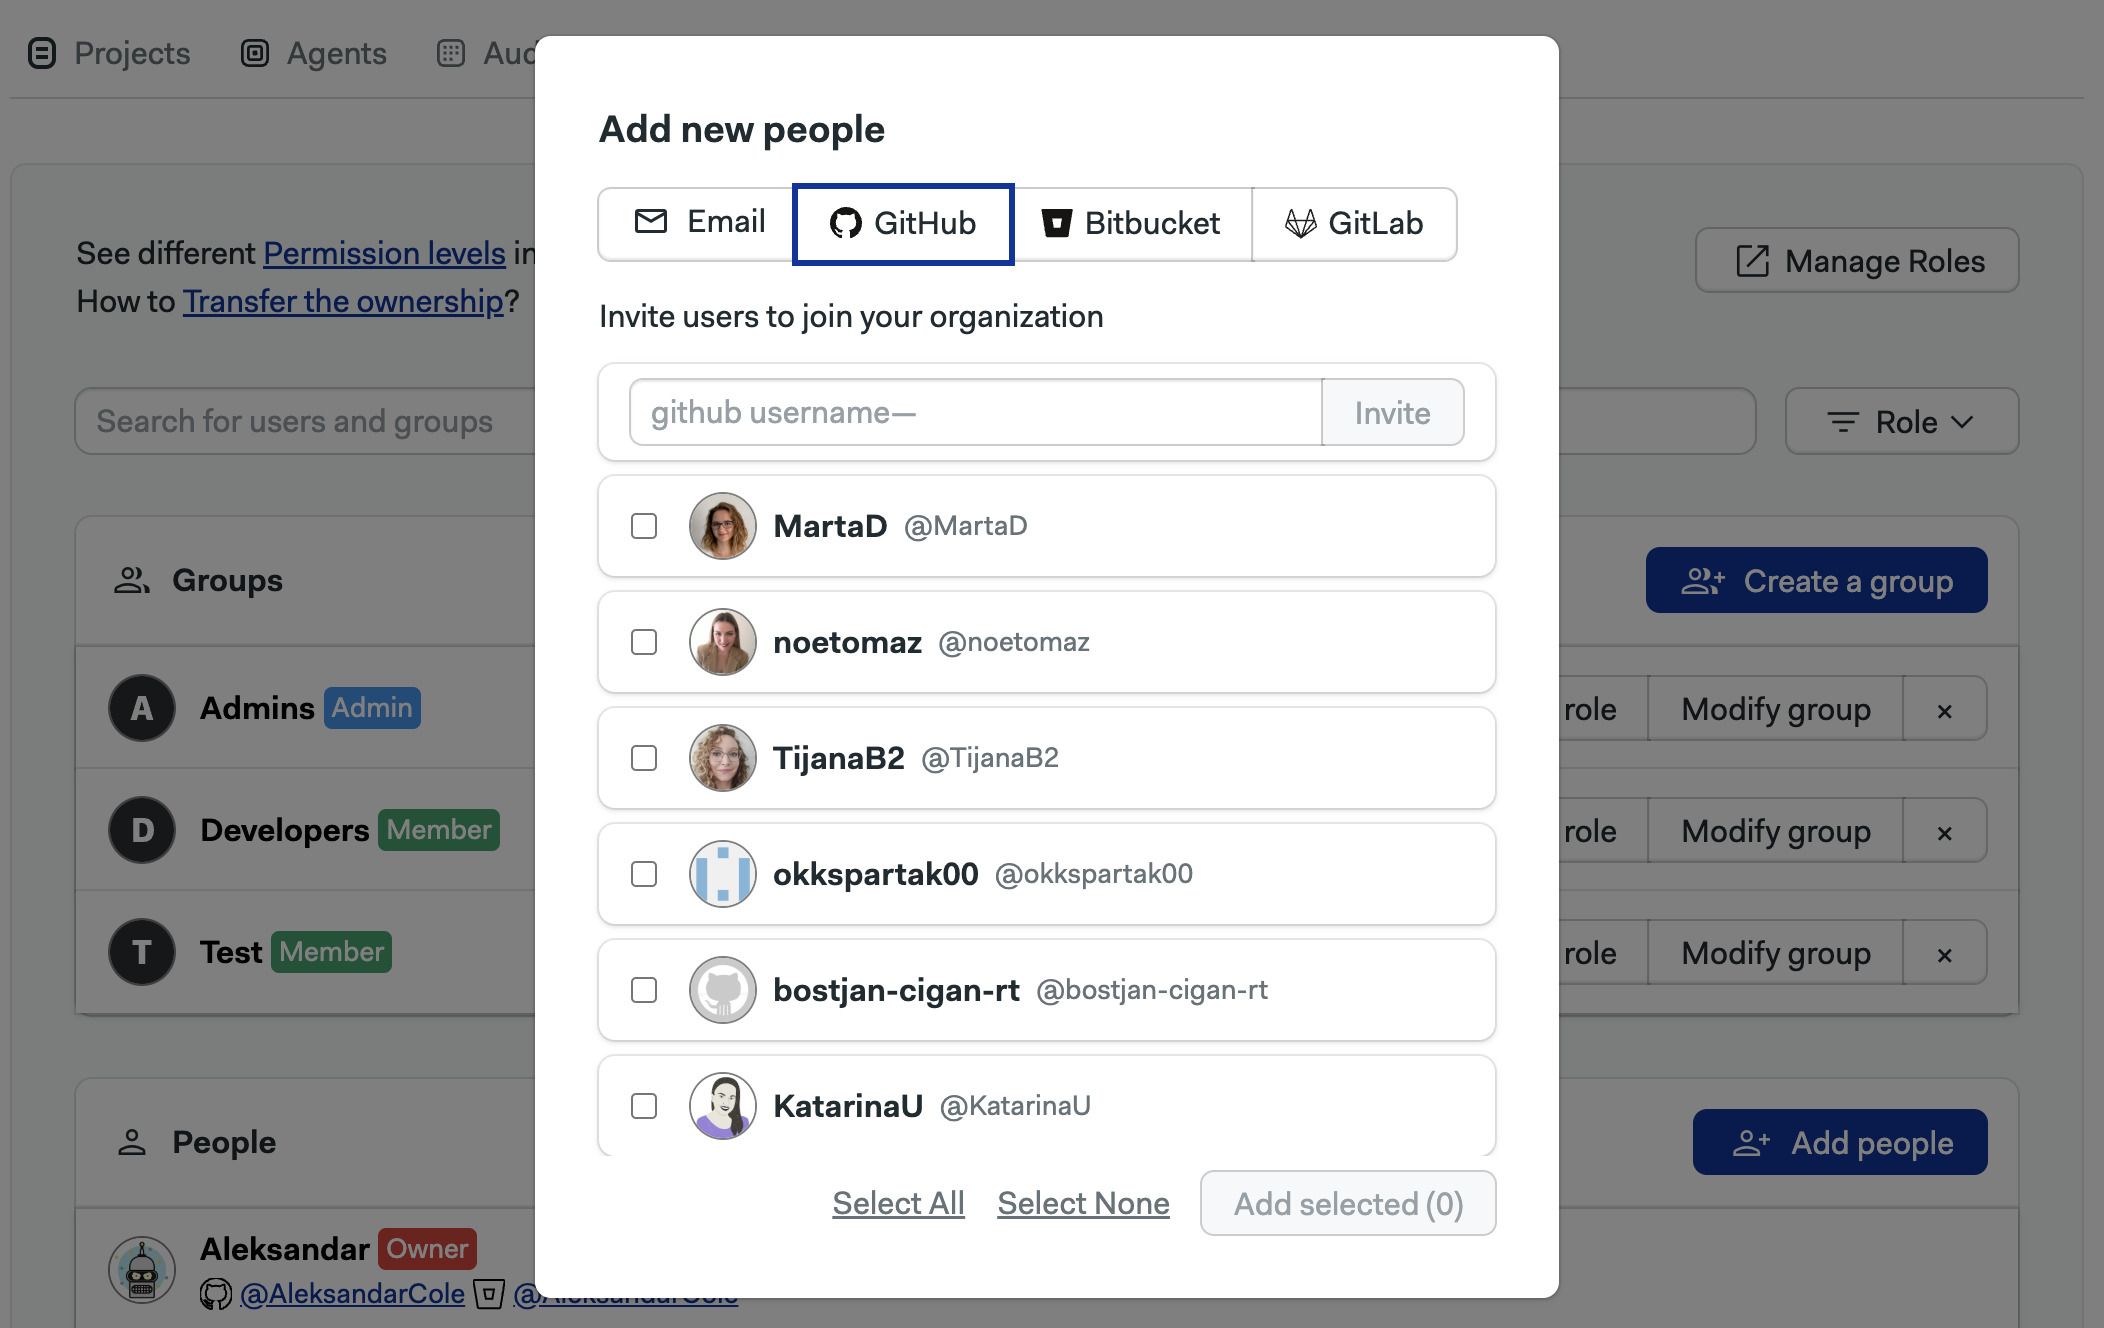 Projects Agents Aud
Add new people
Email GitHub Bitbucket GitLab
See different Permission levels in
How to Transfer the ownership?
Manage Roles
Invite users to join your organization
Search for users and groups
github username—
Invite
Role
MartaD @MartaD
Groups
Create a group
noetomaz @noetomaz
A Admins Admin
role Modify group ×
TijanaB2 @TijanaB2
D Developers Member
role Modify group ×
okkspartak00 @okkspartak00
T Test Member
role Modify group ×
bostjan-cigan-rt @bostjan-cigan-rt
KatarinaU @KatarinaU
People
Add people
Select All Select None Add selected (0)
Aleksandar Owner
@AleksandarCole